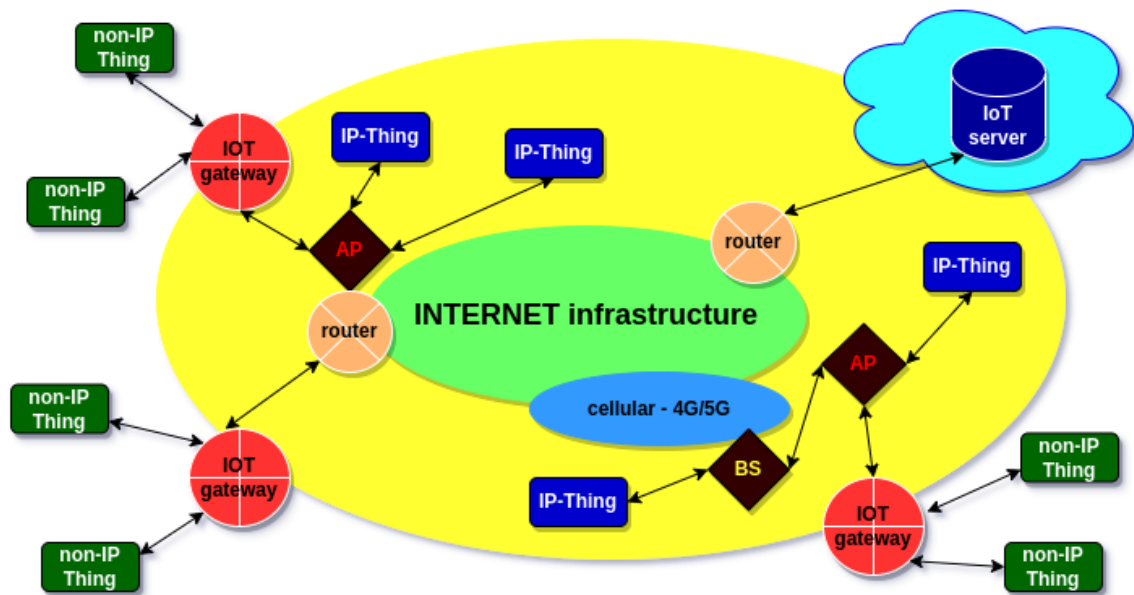 non-IP
Thing
IoT
server
IP-Thing
IP-Thing
IOT
gateway
non-IP
Thing
AP
router
IP-Thing
INTERNET infrastructure
router
AP
non-IP
Thing
cellular - 4G/5G
IOT
gateway
BS
non-IP
Thing
IP-Thing
IOT
gateway
non-IP
Thing
non-IP
Thing